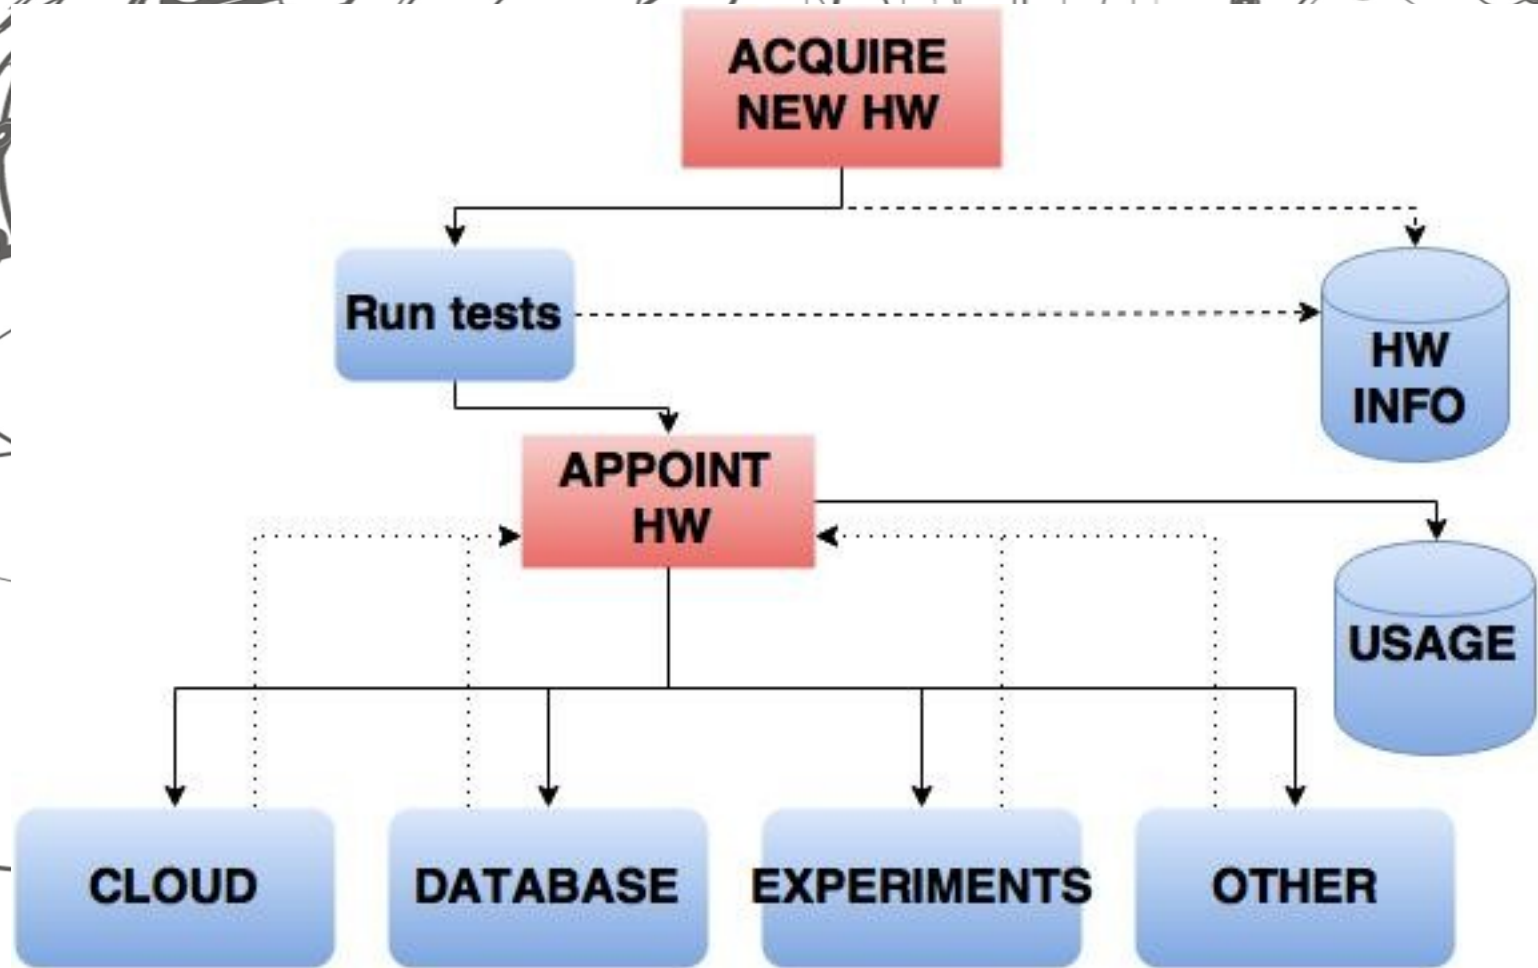 ACQUIRE
NEW HW
Run tests
HW
INFO
APPOINT
HW
USAGE
CLOUD
DATABASE
EXPERIMENTS
OTHER